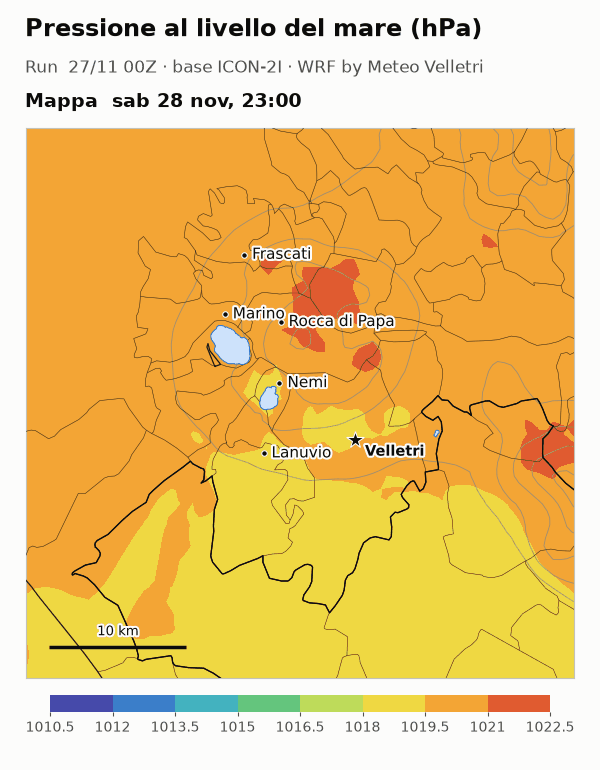 Pressione al livello del mare (hPa)
Run  27/11 00Z · base ICON-2I · WRF by Meteo Velletri
Mappa  sab 28 nov, 23:00
Frascati
Marino
Rocca di Papa
Nemi
Velletri
Lanuvio
10 km
1010.5 1012 1013.5 1015 1016.5 1018 1019.5 1021 1022.5